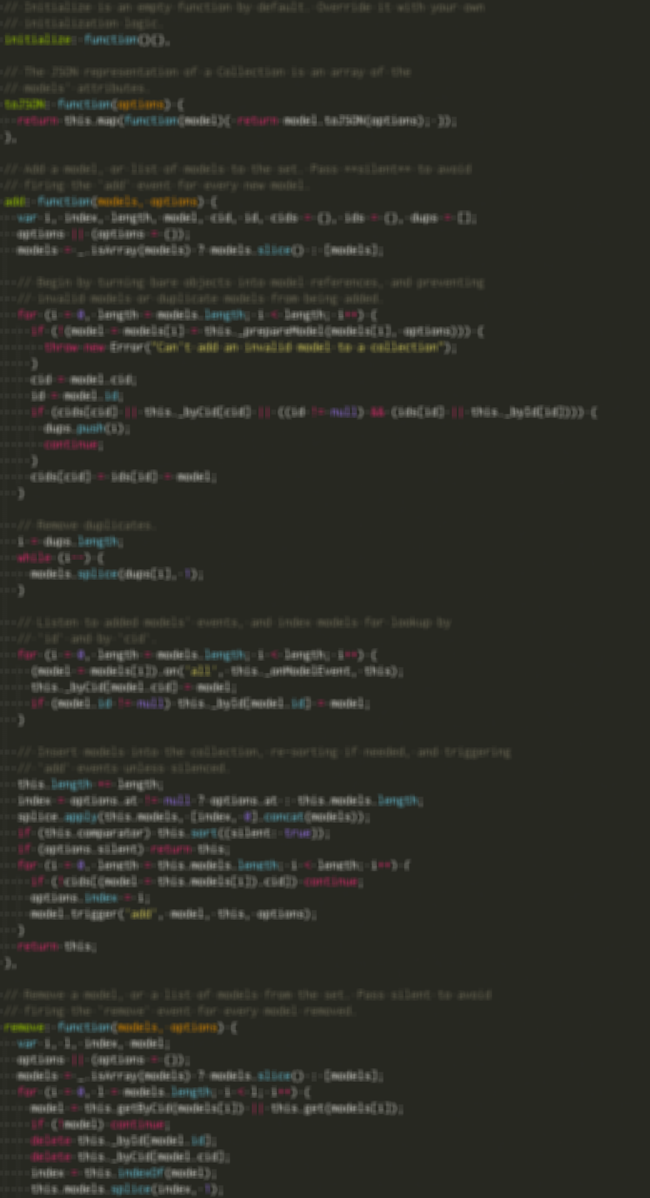 // Initialize is an empty function by default. Override it with your own
// initialization logic.
initialize: function(){},
// The JSON representation of a Collection is an array of the
// models' attributes.
toJSON: function(options) {
return this.map(function(model){ return model.toJSON(options); });
},
// Add a model, or list of models to the set. Pass **silent** to avoid
// firing the `add` event for every new model.
add: function(models, options) {
var i, index, length, model, cid, id, cids = {}, ids = {}, dups = [];
options || (options = {});
models = _.isArray(models) ? models.slice() : [models];
// Begin by turning bare objects into model references, and preventing
// invalid models or duplicate models from being added.
for (i = 0, length = models.length; i < length; i++) {
if (!(model = models[i] = this._prepareModel(models[i], options))) {
throw new Error("Can't add an invalid model to a collection");
}
cid = model.cid;
id = model.id;
if (cids[cid] || this._byCid[cid] || ((id != null) && (ids[id] || this._byId[id]))) {
dups.push(i);
continue;
}
cids[cid] = ids[id] = model;
}
// Remove duplicates.
i = dups.length;
while (i--) {
models.splice(dups[i], 1);
}
// Listen to added models' events, and index models for lookup by
// `id` and by `cid`.
for (i = 0, length = models.length; i < length; i++) {
(model = models[i]).on('all', this._onModelEvent, this);
this._byCid[model.cid] = model;
if (model.id != null) this._byId[model.id] = model;
}
// Insert models into the collection, re-sorting if needed, and triggering
// `add` events unless silenced.
this.length += length;
index = options.at != null ? options.at : this.models.length;
splice.apply(this.models, [index, 0].concat(models));
if (this.comparator) this.sort({silent: true});
if (options.silent) return this;
for (i = 0, length = this.models.length; i < length; i++) {
if (!cids[(model = this.models[i]).cid]) continue;
options.index = i;
model.trigger('add', model, this, options);
}
return this;
},
// Remove a model, or a list of models from the set. Pass silent to avoid
// firing the `remove` event for every model removed.
remove: function(models, options) {
var i, l, index, model;
options || (options = {});
models = _.isArray(models) ? models.slice() : [models];
for (i = 0, l = models.length; i < l; i++) {
model = this.getByCid(models[i]) || this.get(models[i]);
if (!model) continue;
delete this._byId[model.id];
delete this._byCid[model.cid];
index = this.indexOf(model);
this.models.splice(index, 1);